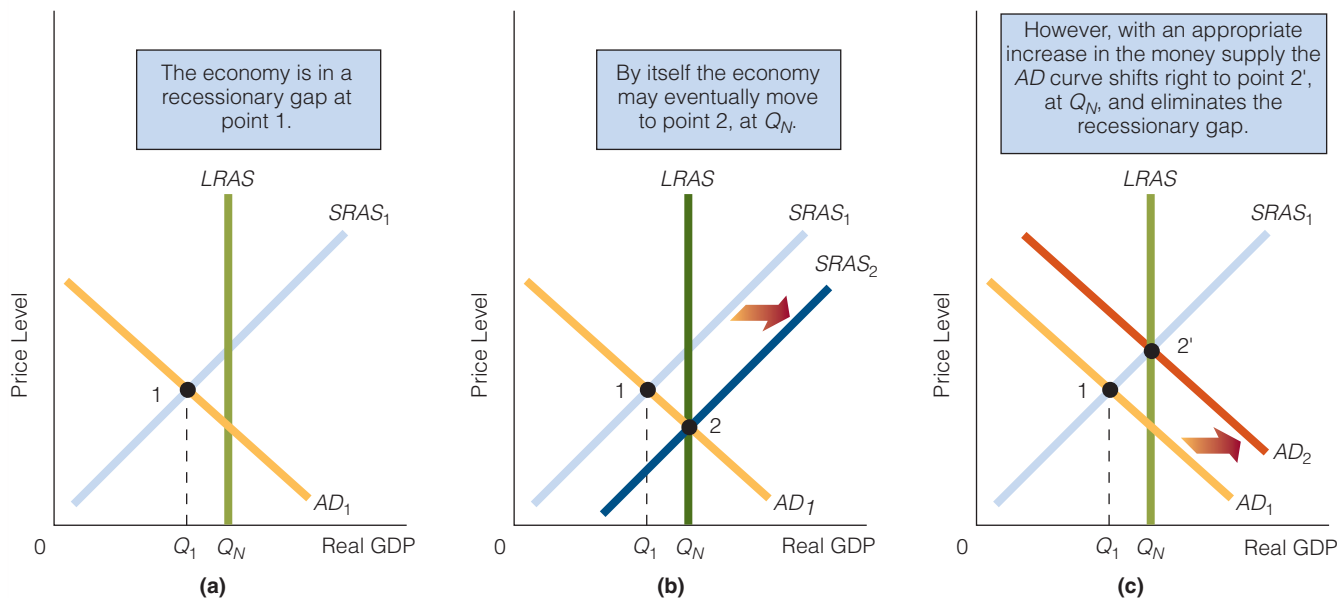 The economy is in a
recessionary gap at
point 1.
LRAS
SRAS1
Price Level
1
AD1
0
Q1
QN
Real GDP
(a)
By itself the economy
may eventually move
to point 2, at QN.
LRAS
SRAS1
SRAS2
Price Level
1
2
AD1
0
Q1
QN
Real GDP
(b)
However, with an appropriate
increase in the money supply the
AD curve shifts right to point 2',
at QN, and eliminates the
recessionary gap.
LRAS
SRAS1
Price Level
2'
1
AD2
AD1
0
Q1
QN
Real GDP
(c)